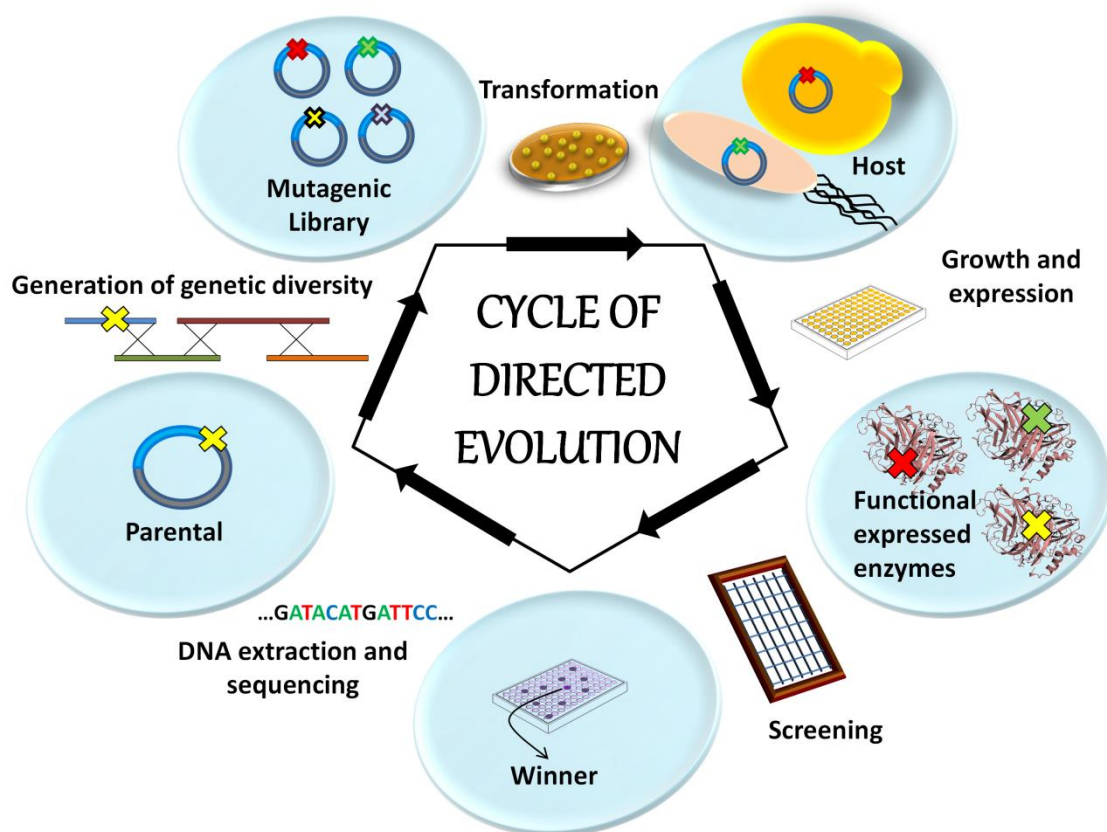 CYCLE OF
DIRECTED
EVOLUTION
Mutagenic
Library
Transformation
Host
Growth and
expression
Functional
expressed
enzymes
Screening
Winner
...GATACATGATTCC...
DNA extraction and
sequencing
Parental
Generation of genetic diversity